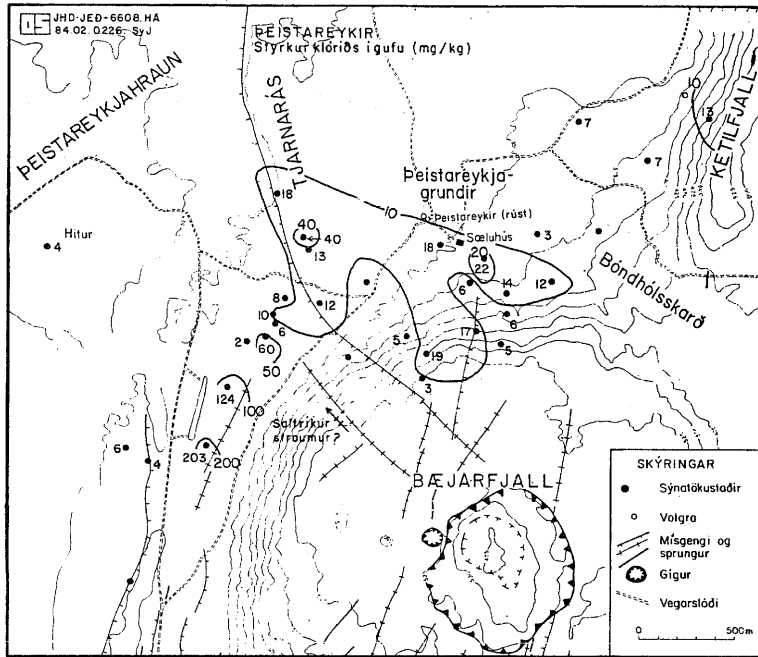 JHD-JEÐ-6608.HA
84.02.0226 SyJ
ÞEISTAREYKIR
Styrkur klóríðs í gufu (mg/kg)
ÞEISTAREYKJAHRAUN
TJARNARÁS
KETILFJALL
10
13
7
7
Þeistareykja-
grundir
18
10
Þeistareykir (rúst)
Hitur
4
40
40
13
18
Sæluhús
3
20
22
Bóndhólsskarð
8
12
6
14
12
10
6
6
2
60
50
5
17
19
5
3
124
100
Saltríkur
straumur?
6
4
203
200
BÆJARFJALL
SKÝRINGAR
Sýnatökustaðir
Volgra
Misgengi og
sprungur
Gígur
Vegarslóði
0
500m